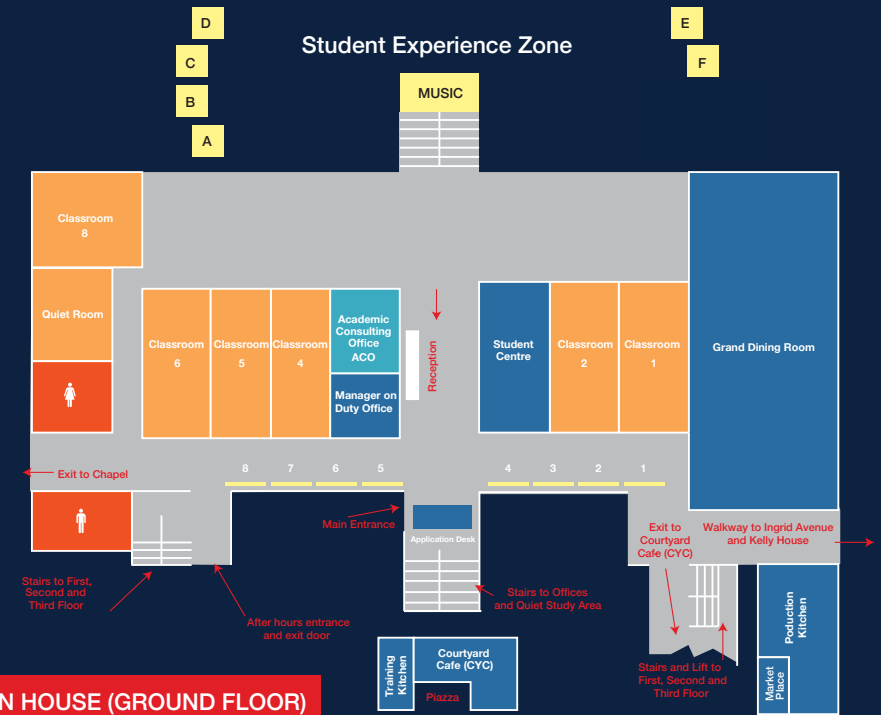 D
E
Student Experience Zone
C
F
MUSIC
B
A
Classroom
8
Quiet Room
Classroom
6
Classroom
5
Classroom
4
Academic
Consulting
Office
ACO
Manager on
Duty Office
Reception
Student
Centre
Classroom
2
Classroom
1
Grand Dining Room
Exit to Chapel
8
7
6
5
4
3
2
1
Main Entrance
Application Desk
Exit to
Courtyard
Cafe (CYC)
Walkway to Ingrid Avenue
and Kelly House
Stairs to First,
Second and
Third Floor
After hours entrance
and exit door
Stairs to Offices
and Quiet Study Area
Training
Kitchen
Courtyard
Cafe (CYC)
Piazza
Stairs and Lift to
First, Second and
Third Floor
Poduction
Kitchen
Market
Place
N HOUSE (GROUND FLOOR)